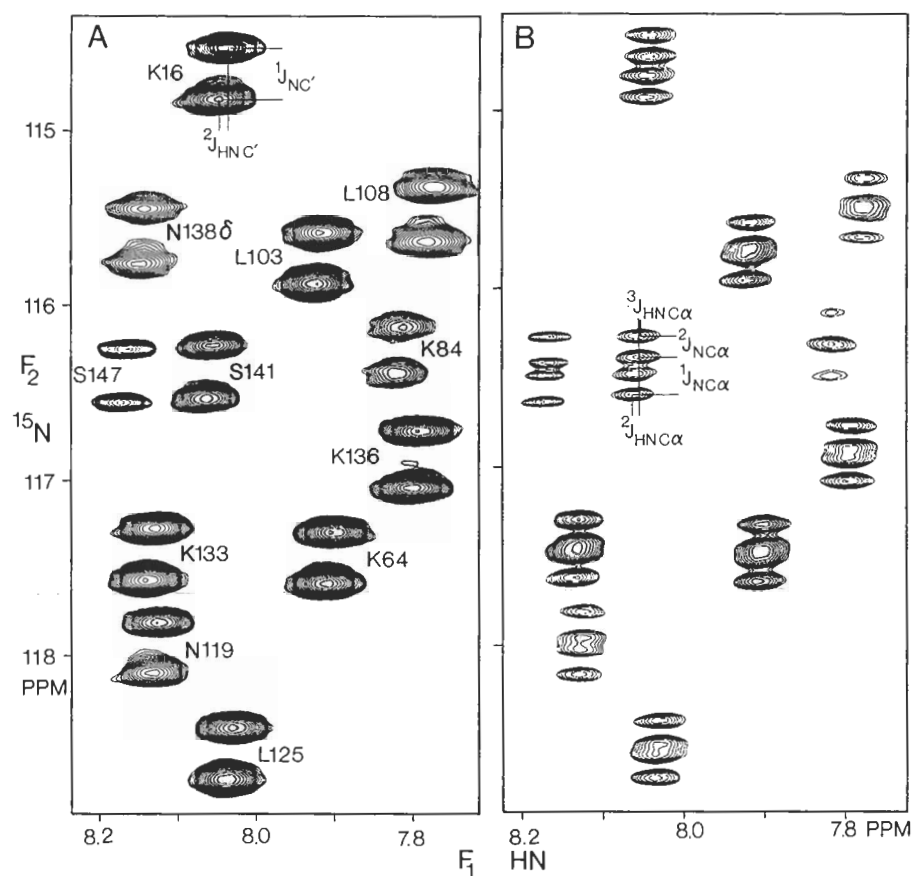 A
B
K16
¹J_NC′
²J_HNC′
115
L108
N138δ
L103
116
³J_HNCα
²J_NCα
K84
S147
S141
F₂
¹J_NCα
¹⁵N
²J_HNCα
K136
117
K133
K64
N119
118
PPM
L125
8.2
8.0
7.8
8.2
8.0
7.8
PPM
F₁
HN